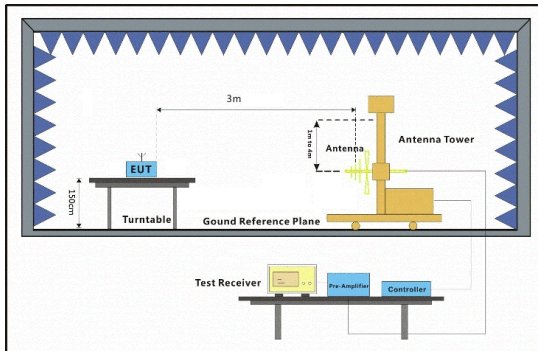 3m
1m to 4m
Antenna
Antenna Tower
EUT
150cm
Turntable
Gound Reference Plane
Test Receiver
Pre-Amplifier
Controller